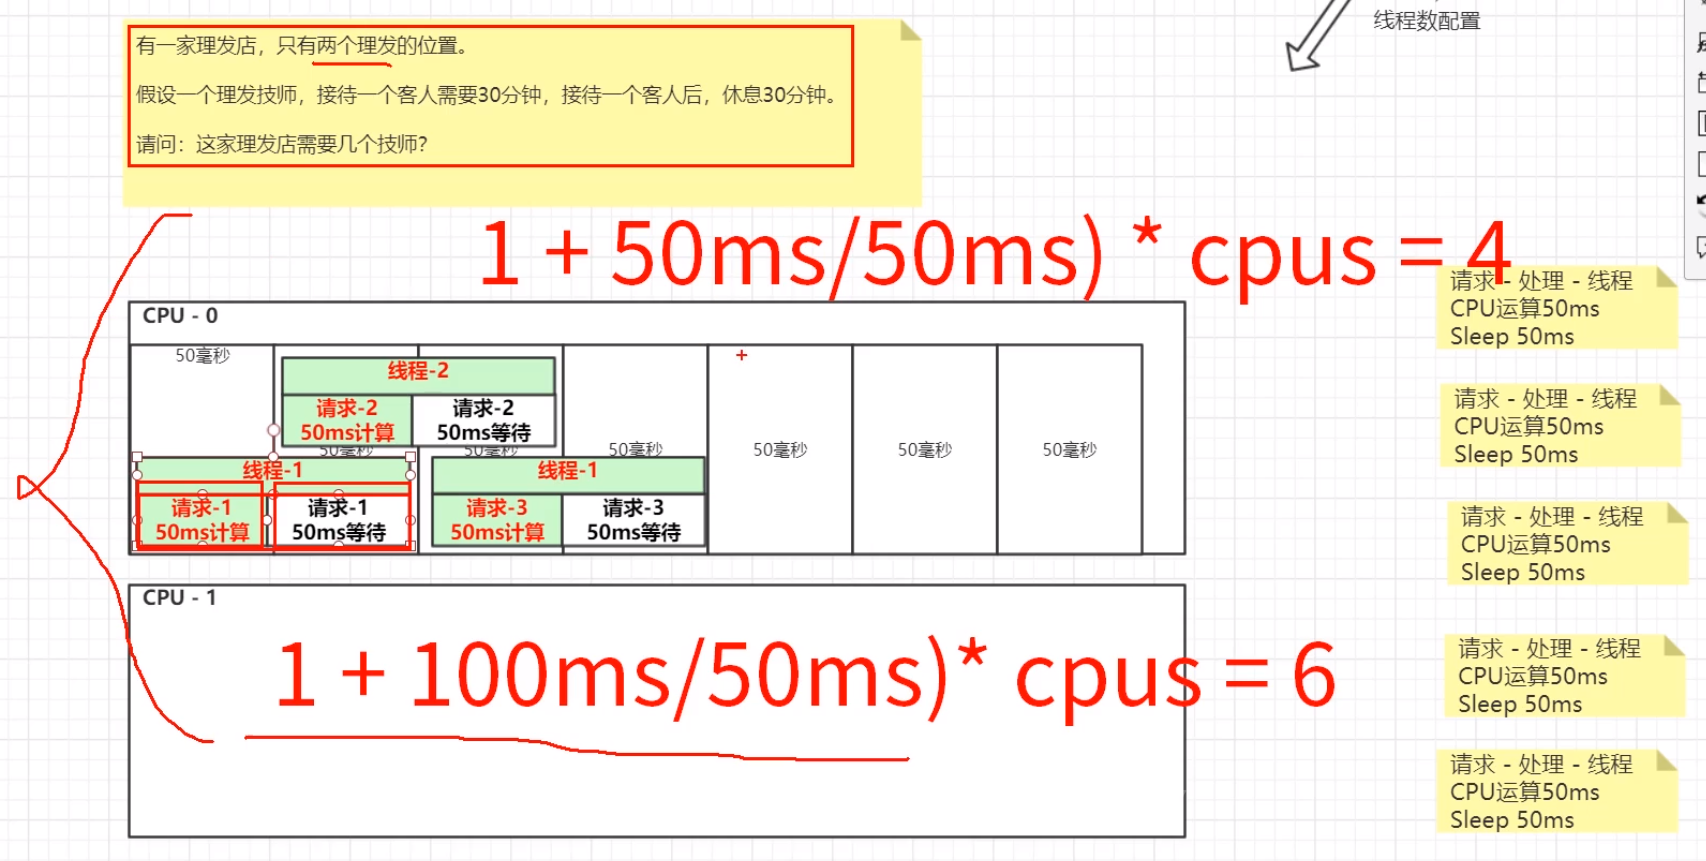 线程数配置
有一家理发店，只有两个理发的位置。
假设一个理发技师，接待一个客人需要30分钟，接待一个客人后，休息30分钟。
请问：这家理发店需要几个技师？
1 + 50ms/50ms) * cpus = 4
CPU - 0
50毫秒
线程-2
请求-2
50ms计算
请求-2
50ms等待
50毫秒
50毫秒
50毫秒
50毫秒
50毫秒
50毫秒
线程-1
请求-1
50ms计算
请求-1
50ms等待
线程-1
请求-3
50ms计算
请求-3
50ms等待
CPU - 1
1 + 100ms/50ms)* cpus = 6
请求 - 处理 - 线程
CPU运算50ms
Sleep 50ms
请求 - 处理 - 线程
CPU运算50ms
Sleep 50ms
请求 - 处理 - 线程
CPU运算50ms
Sleep 50ms
请求 - 处理 - 线程
CPU运算50ms
Sleep 50ms
请求 - 处理 - 线程
CPU运算50ms
Sleep 50ms